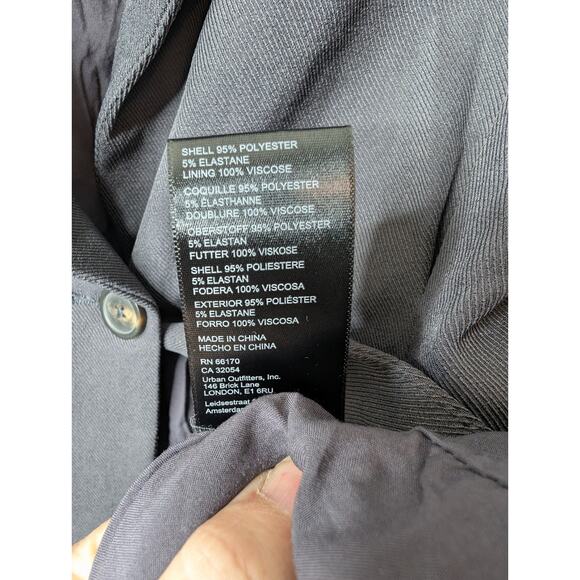 SHELL 95% POLYESTER
5% ELASTANE
LINING 100% VISCOSE
COQUILLE 95% POLYESTER
5% ÉLASTHANNE
DOUBLURE 100% VISCOSE
OBERSTOFF 95% POLYESTER
5% ELASTAN
FUTTER 100% VISKOSE
SHELL 95% POLIESTERE
5% ELASTAN
FODERA 100% VISCOSA
EXTERIOR 95% POLIÉSTER
5% ELASTANE
FORRO 100% VISCOSA
MADE IN CHINA
HECHO EN CHINA
RN 66170
CA 32054
Urban Outfitters, Inc.
146 Brick Lane
LONDON, E1 6RU
Leidsestraat
Amsterdam